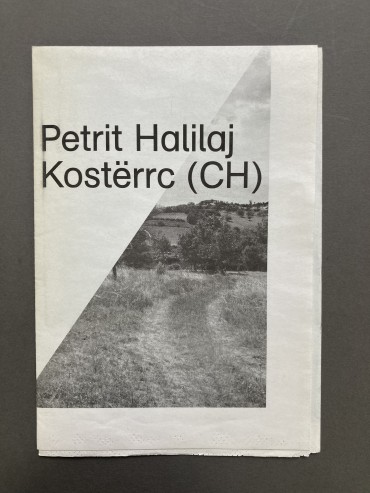 Petrit Halilaj
Kostërrc (CH)